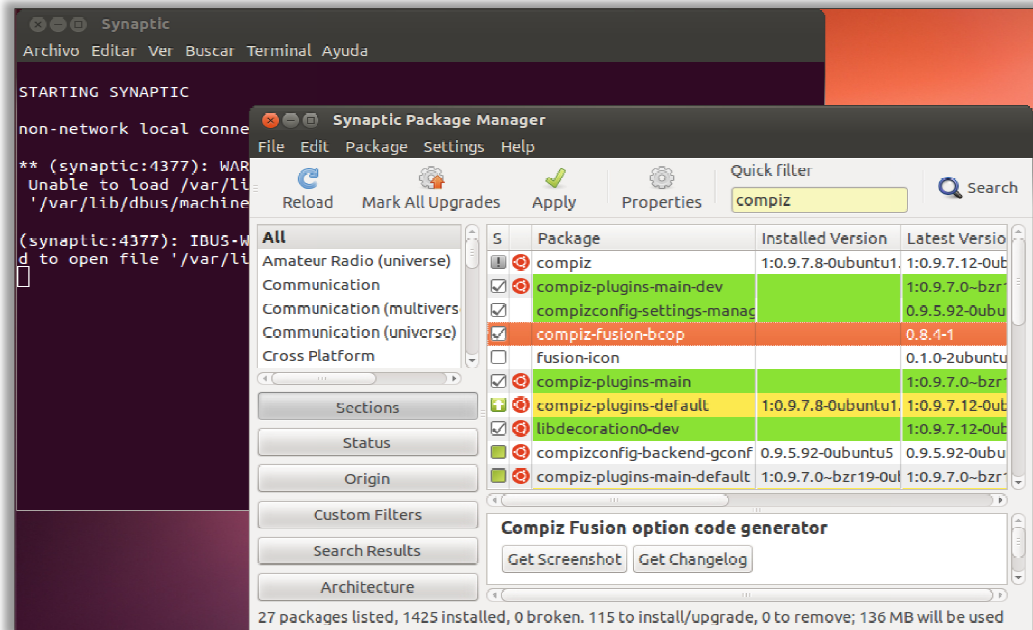 Synaptic
Archivo Editar Ver Buscar Terminal Ayuda
STARTING SYNAPTIC
non-network local conne
** (synaptic:4377): WAR
Unable to load /var/li
'/var/lib/dbus/machine
(synaptic:4377): IBUS-W
d to open file '/var/li
Synaptic Package Manager
File Edit Package Settings Help
Reload Mark All Upgrades Apply Properties
Quick filter
compiz
Search
All
Amateur Radio (universe)
Communication
Communication (multivers
Communication (universe)
Cross Platform
Sections
Status
Origin
Custom Filters
Search Results
Architecture
S Package Installed Version Latest Versio
compiz 1:0.9.7.8-0ubuntu1. 1:0.9.7.12-0ub
compiz-plugins-main-dev 1:0.9.7.0~bzr1
compizconfig-settings-manag 0.9.5.92-0ubu
compiz-fusion-bcop 0.8.4-1
fusion-icon 0.1.0-2ubuntu
compiz-plugins-main 1:0.9.7.0~bzr1
compiz-plugins-default 1:0.9.7.8-0ubuntu1. 1:0.9.7.12-0ub
libdecoration0-dev 1:0.9.7.12-0ub
compizconfig-backend-gconf 0.9.5.92-0ubuntu5 0.9.5.92-0ubu
compiz-plugins-main-default 1:0.9.7.0~bzr19-0ul 1:0.9.7.0~bzr1
Compiz Fusion option code generator
Get Screenshot Get Changelog
27 packages listed, 1425 installed, 0 broken. 115 to install/upgrade, 0 to remove; 136 MB will be used